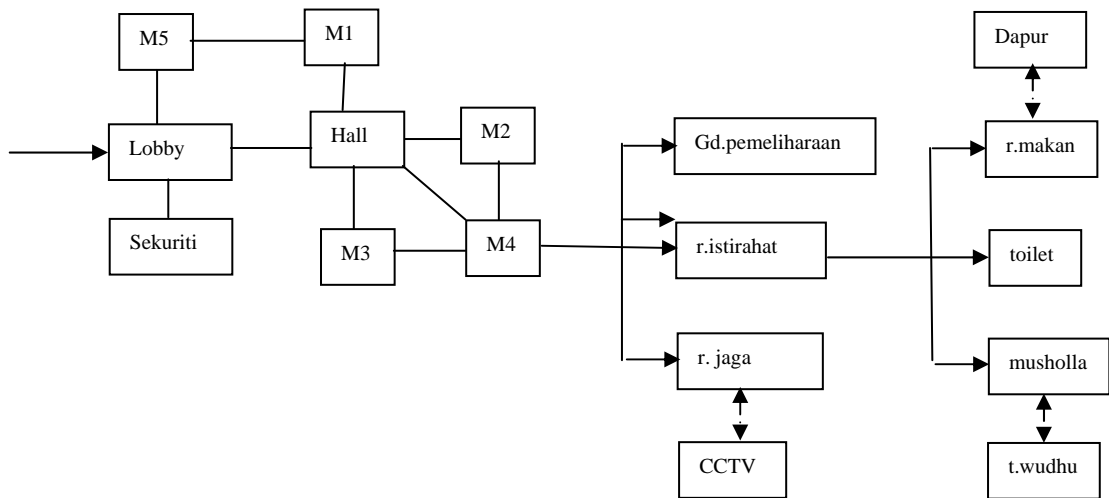 M5
M1
Dapur
Lobby
Hall
M2
Gd.pemeliharaan
r.makan
Sekuriti
M3
M4
r.istirahat
toilet
r. jaga
musholla
CCTV
t.wudhu